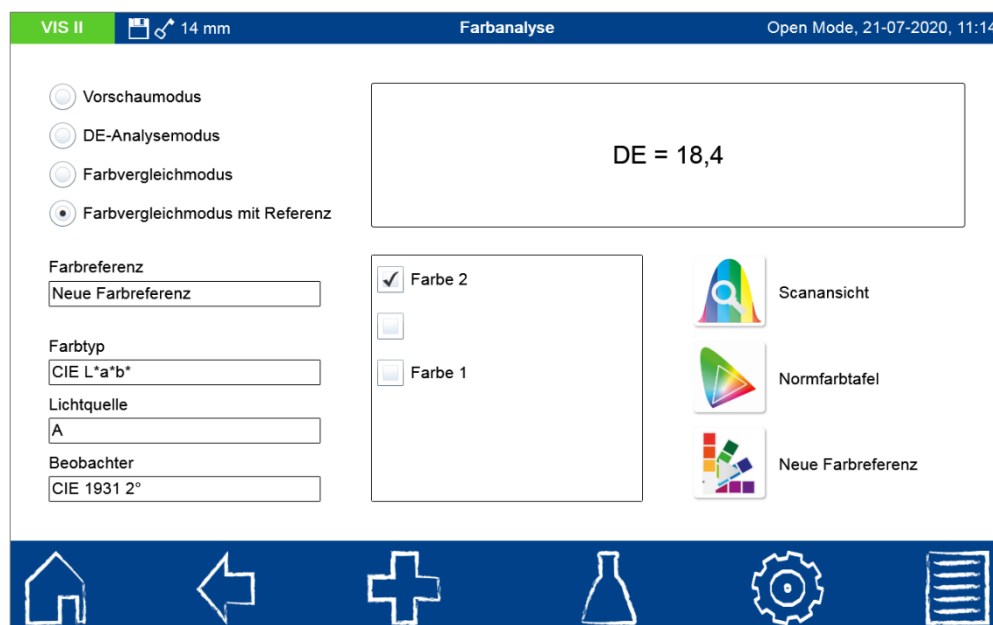 VIS II
14 mm
Farbanalyse
Open Mode, 21-07-2020, 11:14
Vorschaumodus
DE-Analysemodus
Farbvergleichmodus
Farbvergleichmodus mit Referenz
DE = 18,4
Farbreferenz
Neue Farbreferenz
Farbtyp
CIE L*a*b*
Lichtquelle
A
Beobachter
CIE 1931 2°
Farbe 2
Farbe 1
Scanansicht
Normfarbtafel
Neue Farbreferenz